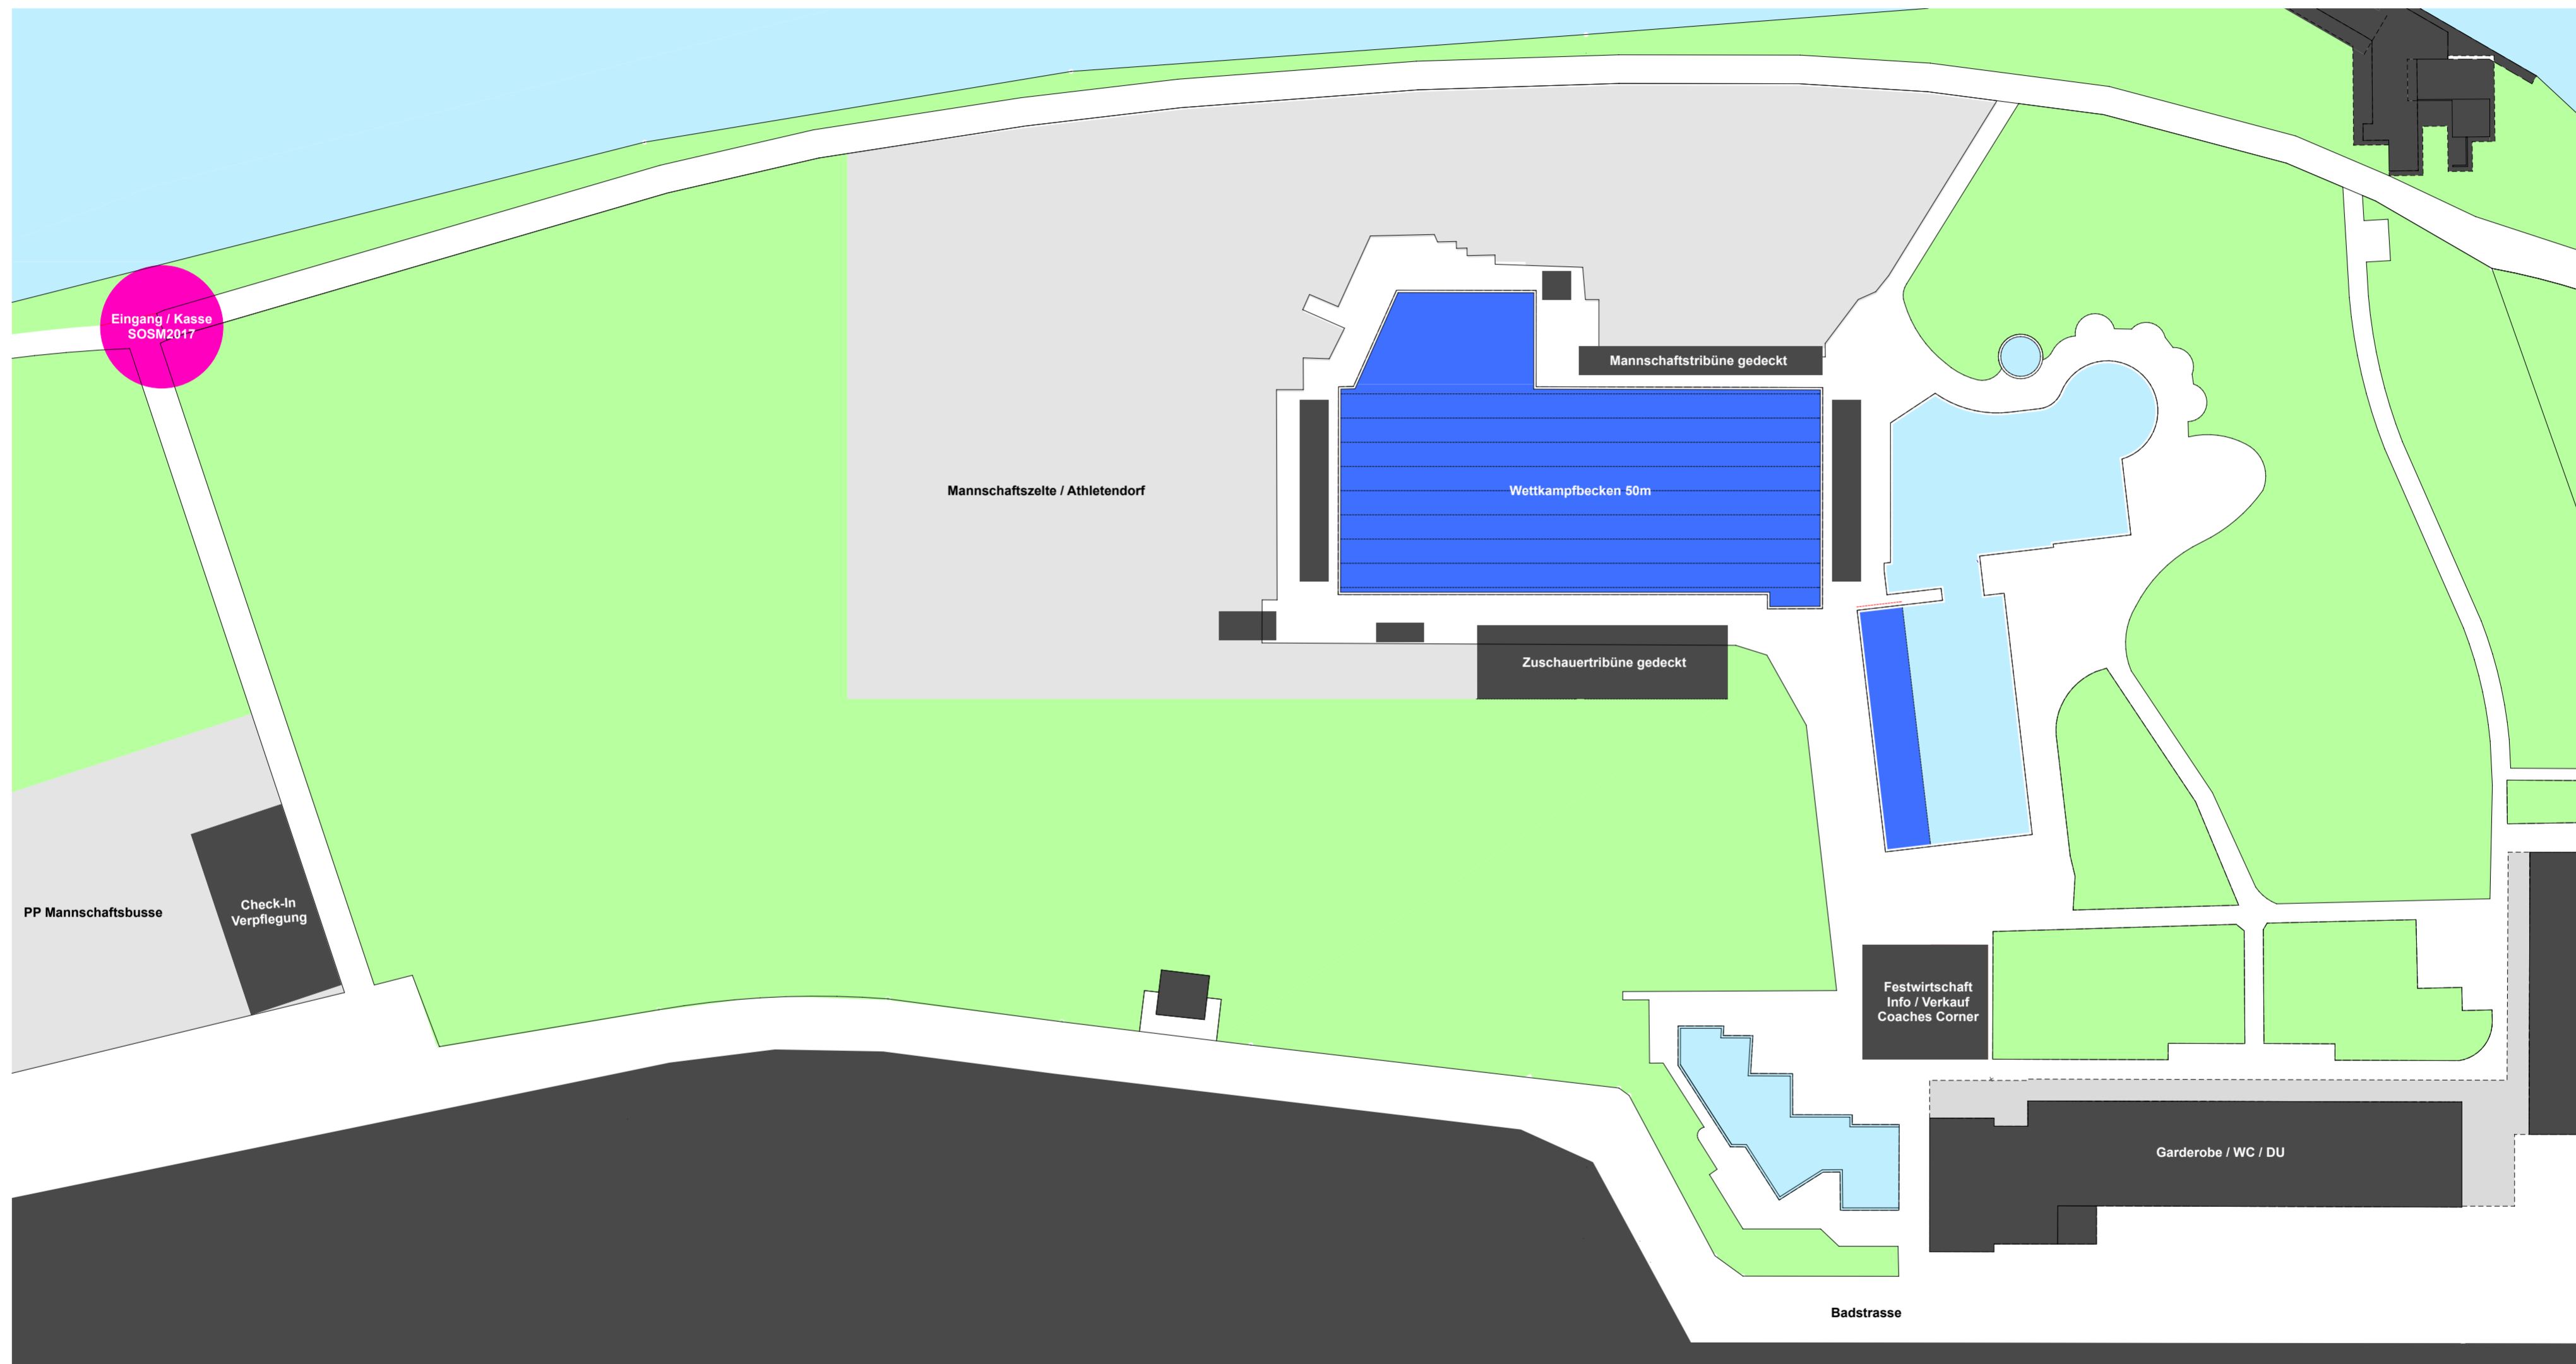 Eingang / Kasse
SOSM2017
Mannschaftstribüne gedeckt
Mannschaftszelte / Athletendorf
Wettkampfbecken 50m
Zuschauertribüne gedeckt
PP Mannschaftsbusse
Check-In
Verpflegung
Festwirtschaft
Info / Verkauf
Coaches Corner
Garderobe / WC / DU
Badstrasse